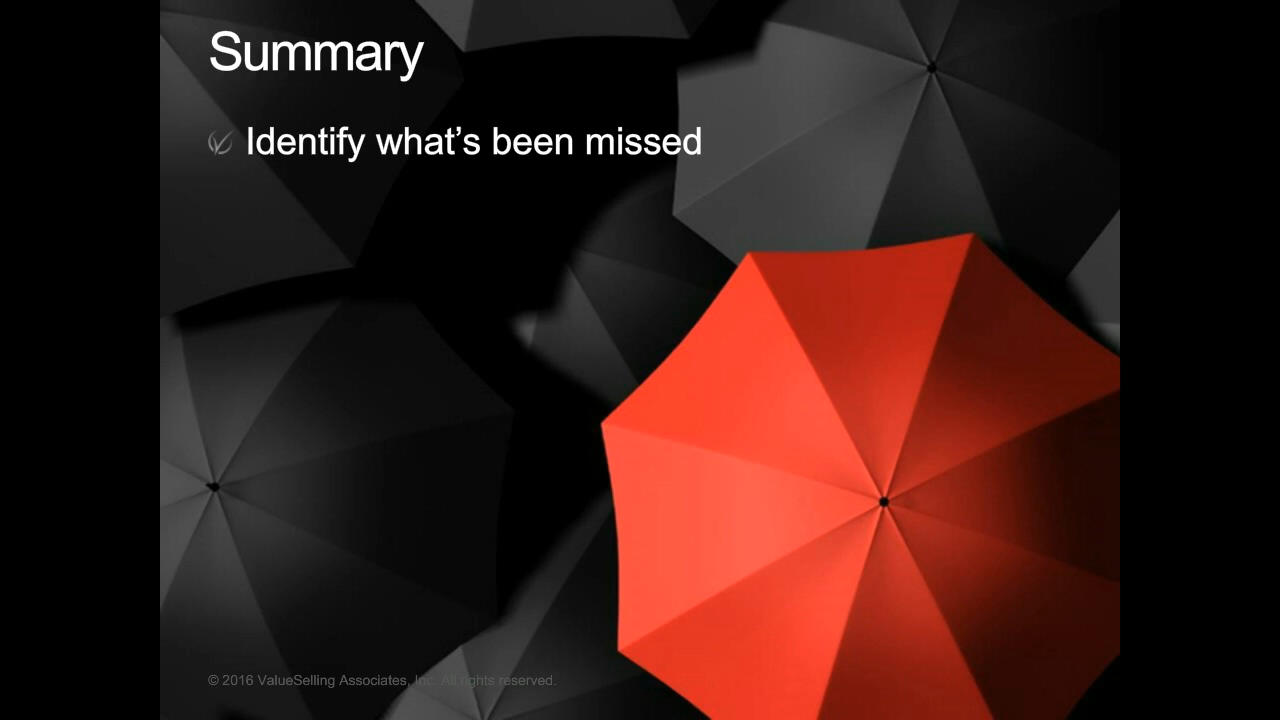 Summary
Identify what’s been missed
© 2016 ValueSelling Associates, Inc. All rights reserved.